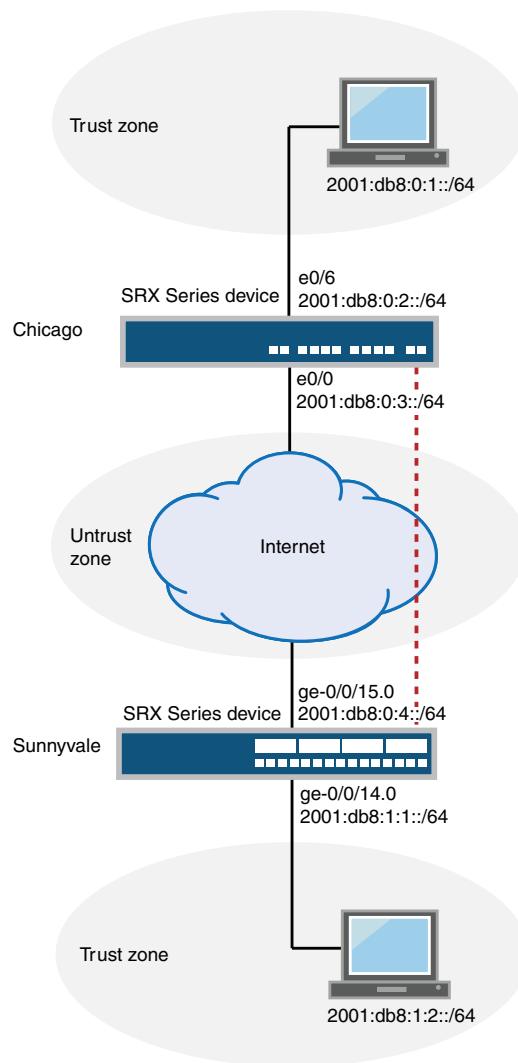 Trust zone
2001:db8:0:1::/64
e0/6
SRX Series device
2001:db8:0:2::/64
Chicago
e0/0
2001:db8:0:3::/64
Untrust
zone
Internet
ge-0/0/15.0
SRX Series device
2001:db8:0:4::/64
Sunnyvale
ge-0/0/14.0
2001:db8:1:1::/64
Trust zone
2001:db8:1:2::/64